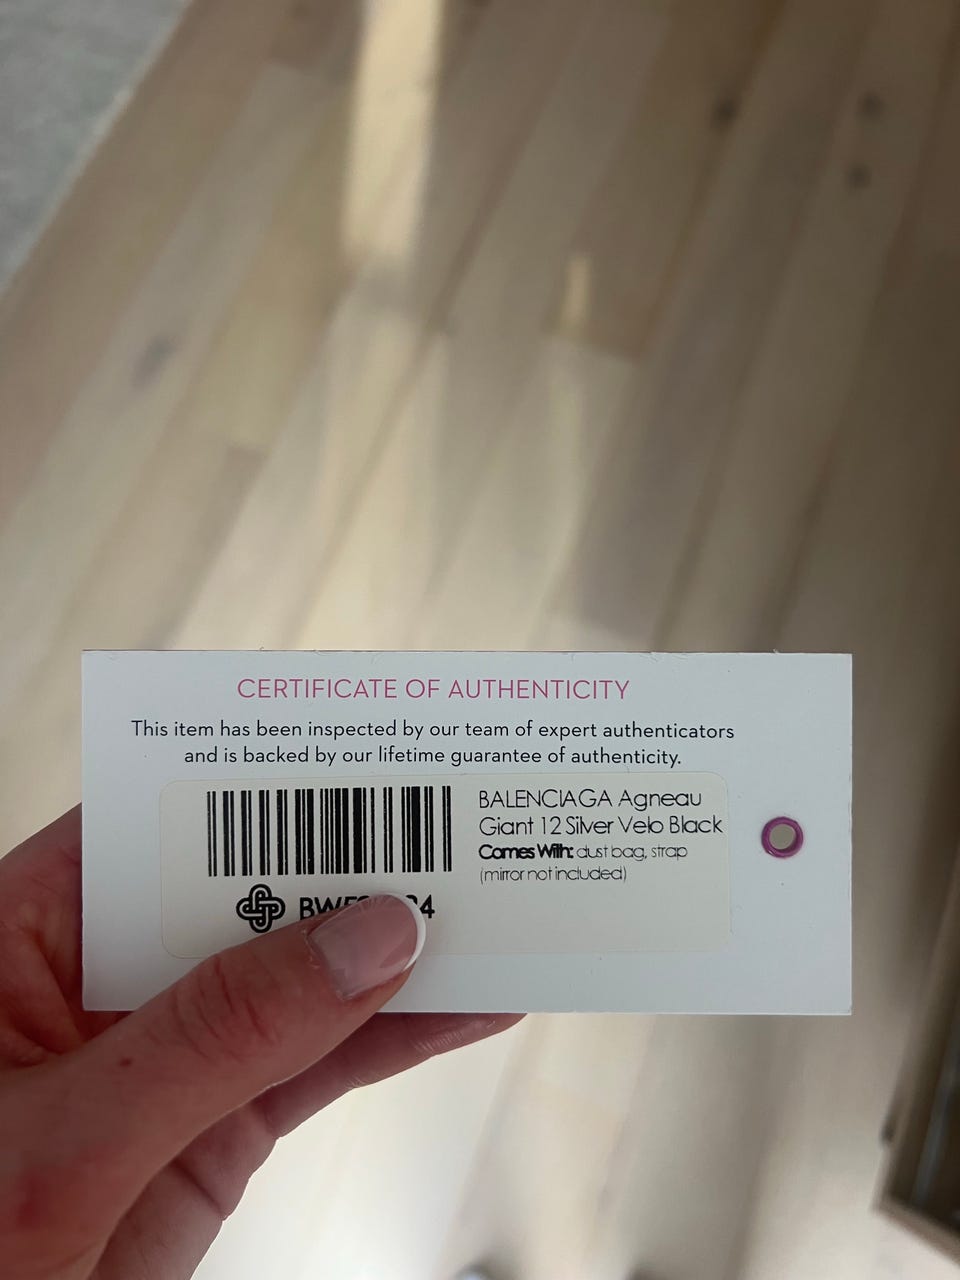 CERTIFICATE OF AUTHENTICITY
This item has been inspected by our team of expert authenticators
and is backed by our lifetime guarantee of authenticity.
BALENCIAGA Agneau
Giant 12 Silver Velo Black
Comes With: dust bag, strap
(mirror not included)